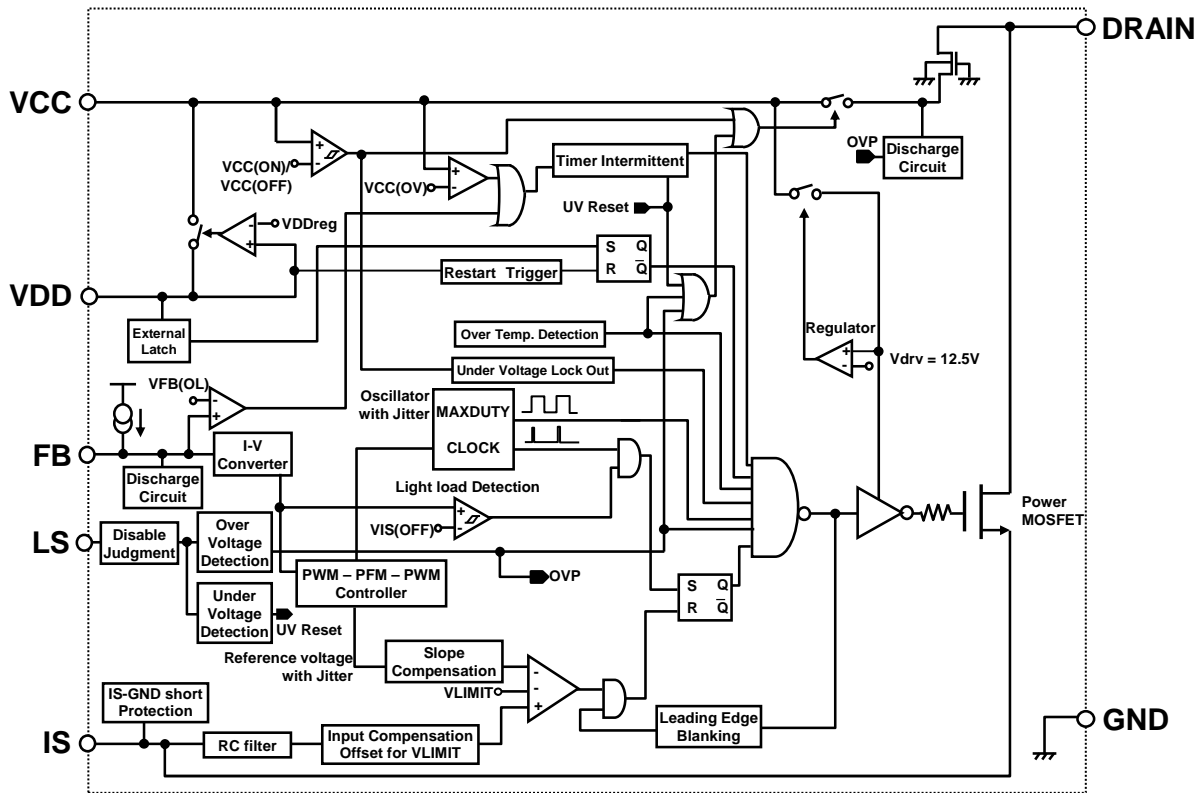 DRAIN
VCC
OVP
Discharge
Circuit
Timer Intermittent
VCC(ON)/
VCC(OFF)
+
-
VCC(OV)
+
-
UV Reset
VDDreg
-
+
S Q
R Q
Restart Trigger
VDD
External
Latch
Over Temp. Detection
Regulator
+
-
Vdrv = 12.5V
Under Voltage Lock Out
VFB(OL)
-
+
Oscillator
with Jitter
MAXDUTY
CLOCK
FB
I-V
Converter
Discharge
Circuit
Light load Detection
+
-
VIS(OFF)
Power
MOSFET
LS
Disable
Judgment
Over
Voltage
Detection
OVP
PWM – PFM – PWM
Controller
S Q
R Q
Under
Voltage
Detection
UV Reset
Reference voltage
with Jitter
Slope
Compensation
-
-
+
VLIMIT
IS-GND short
Protection
Leading Edge
Blanking
GND
IS
RC filter
Input Compensation
Offset for VLIMIT